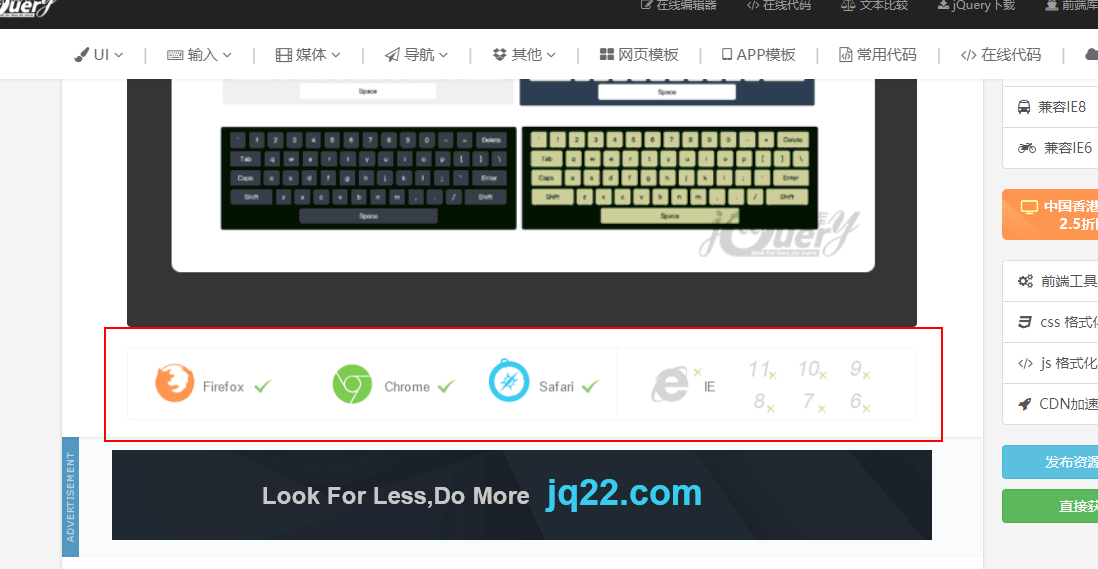 jQuery
在线编辑器 在线代码 文本比较 jQuery下载 前端库
UI 输入 媒体 导航 其他 网页模板 APP模板 常用代码 在线代码
Space Space
` 1 2 3 4 5 6 7 8 9 0 - = Delete
Tab q w e r t y u i o p [ ] \
Caps a s d f g h j k l ; ' Enter
Shift z x c v b n m , . / Shift
Space
` 1 2 3 4 5 6 7 8 9 0 - = Delete
Tab q w e r t y u i o p [ ] \
Caps a s d f g h j k l ; ' Enter
Shift z x c v b n m , . / Shift
Space
jQuery
look for less,do more
Firefox Chrome Safari IE
11 10 9
8 7 6
ADVERTISEMENT
Look For Less,Do More jq22.com
兼容IE8
兼容IE6
中国香港
2.5折
前端工具
css 格式化
js 格式化
CDN加速
发布资源
直接获